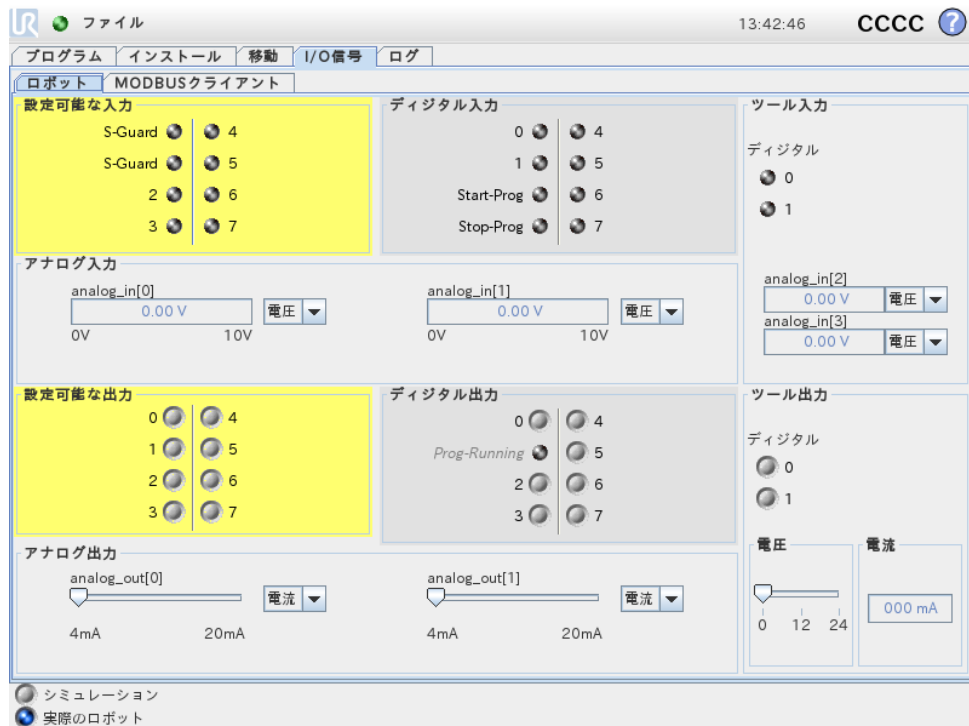 UR ファイル 13:42:46 CCCC ?
プログラム インストール 移動 I/O信号 ログ
ロボット MODBUSクライアント
設定可能な入力 ディジタル入力 ツール入力
S-Guard 4 0 4
ディジタル
S-Guard 5 1 5
0
2 6 Start-Prog 6
1
3 7 Stop-Prog 7
アナログ入力
analog_in[0] analog_in[1] analog_in[2]
0.00 V 電圧 0.00 V 電圧 0.00 V 電圧
0V 10V 0V 10V
analog_in[3]
0.00 V 電圧
設定可能な出力 ディジタル出力 ツール出力
0 4 0 4
ディジタル
1 5 Prog-Running 5
0
2 6 2 6
1
3 7 3 7
アナログ出力 電圧 電流
analog_out[0] analog_out[1]
電流 電流 000 mA
4mA 20mA 4mA 20mA 0 12 24
シミュレーション
実際のロボット